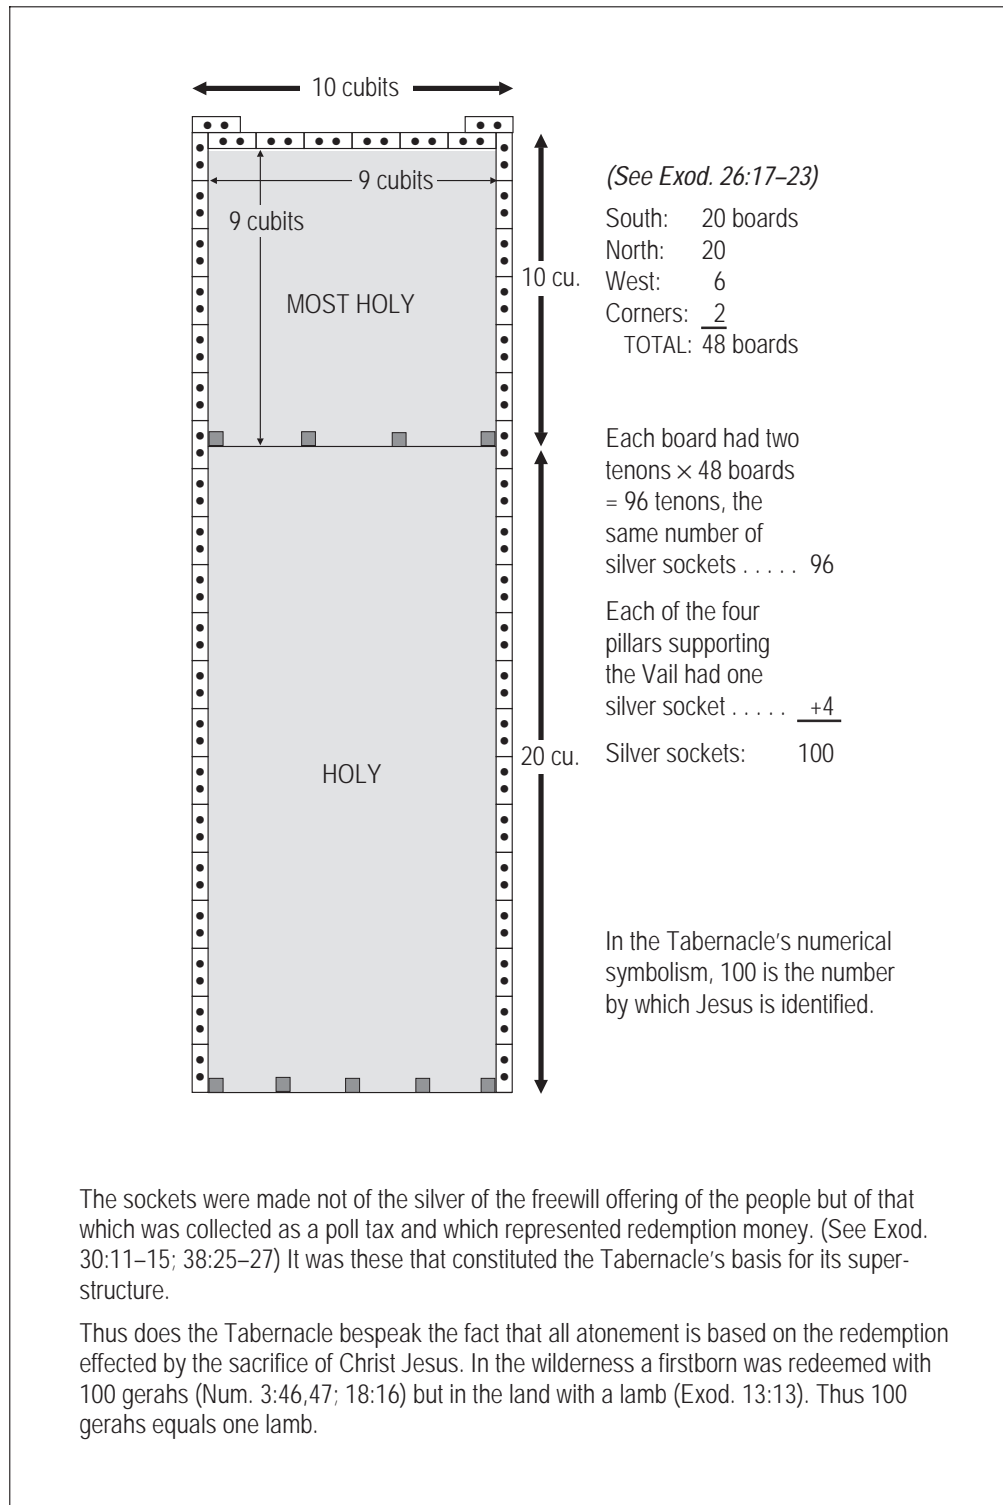 10 cubits
9 cubits
9 cubits
MOST HOLY
10 cu.
HOLY
20 cu.
(See Exod. 26:17–23)
South: 20 boards
North: 20
West: 6
Corners: 2
TOTAL: 48 boards
Each board had two
tenons × 48 boards
= 96 tenons, the
same number of
silver sockets . . . . . 96
Each of the four
pillars supporting
the Vail had one
silver socket . . . . . +4
Silver sockets: 100
In the Tabernacle's numerical
symbolism, 100 is the number
by which Jesus is identified.
The sockets were made not of the silver of the freewill offering of the people but of that
which was collected as a poll tax and which represented redemption money. (See Exod.
30:11–15; 38:25–27) It was these that constituted the Tabernacle's basis for its super-
structure.
Thus does the Tabernacle bespeak the fact that all atonement is based on the redemption
effected by the sacrifice of Christ Jesus. In the wilderness a firstborn was redeemed with
100 gerahs (Num. 3:46,47; 18:16) but in the land with a lamb (Exod. 13:13). Thus 100
gerahs equals one lamb.